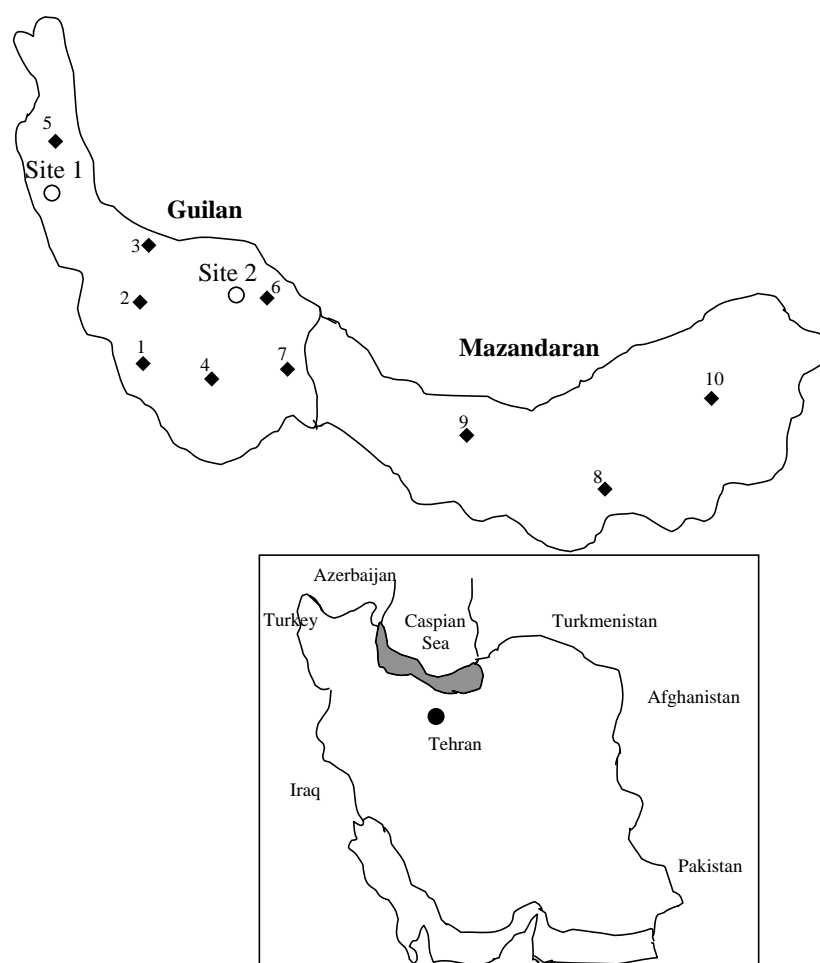 5
Site 1
Guilan
3
Site 2
2
6
1
4
7
Mazandaran
10
9
8
Azerbaijan
Turkey
Caspian
Sea
Turkmenistan
Afghanistan
Tehran
Iraq
Pakistan